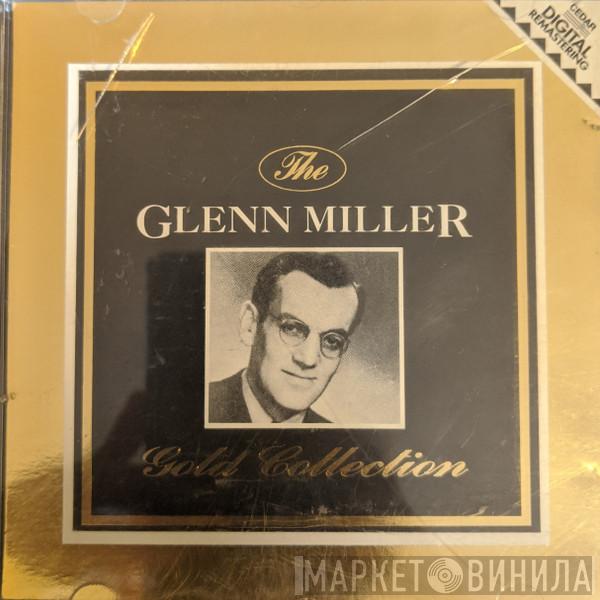 CEDAR
DIGITAL
REMASTERING
The
GLENN MILLER
Gold Collection
МАРКЕТ ВИНИЛА